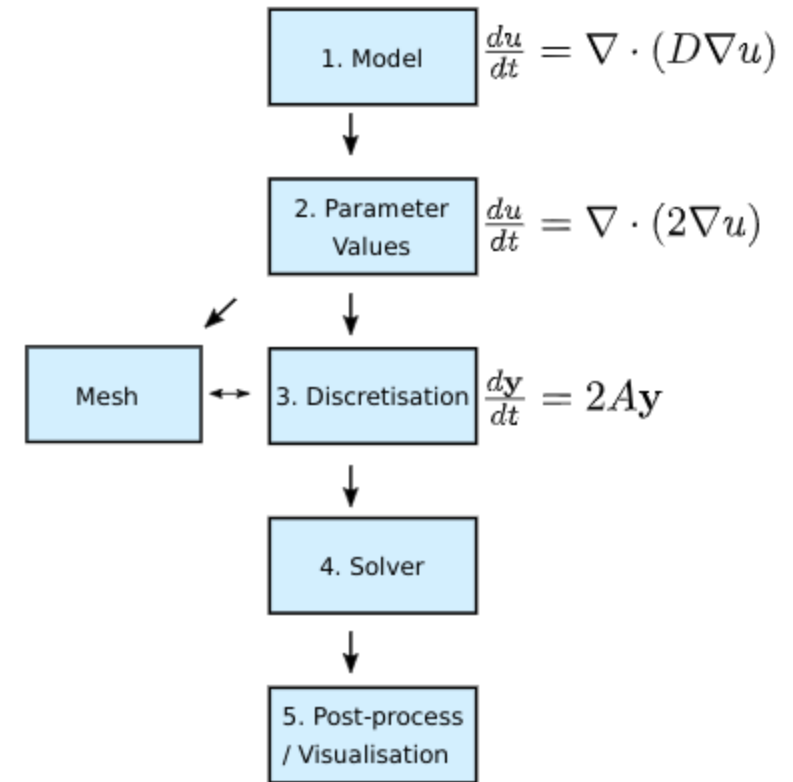 1. Model
du/dt = ∇ · (D∇u)
2. Parameter
Values
du/dt = ∇ · (2∇u)
Mesh
3. Discretisation
dy/dt = 2Ay
4. Solver
5. Post-process
/ Visualisation